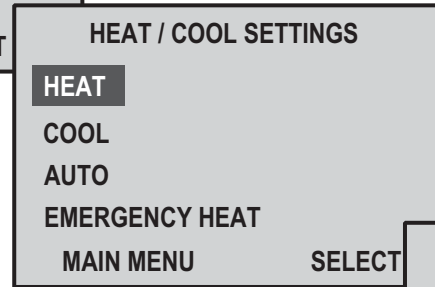 T
HEAT / COOL SETTINGS
HEAT
COOL
AUTO
EMERGENCY HEAT
MAIN MENU SELECT